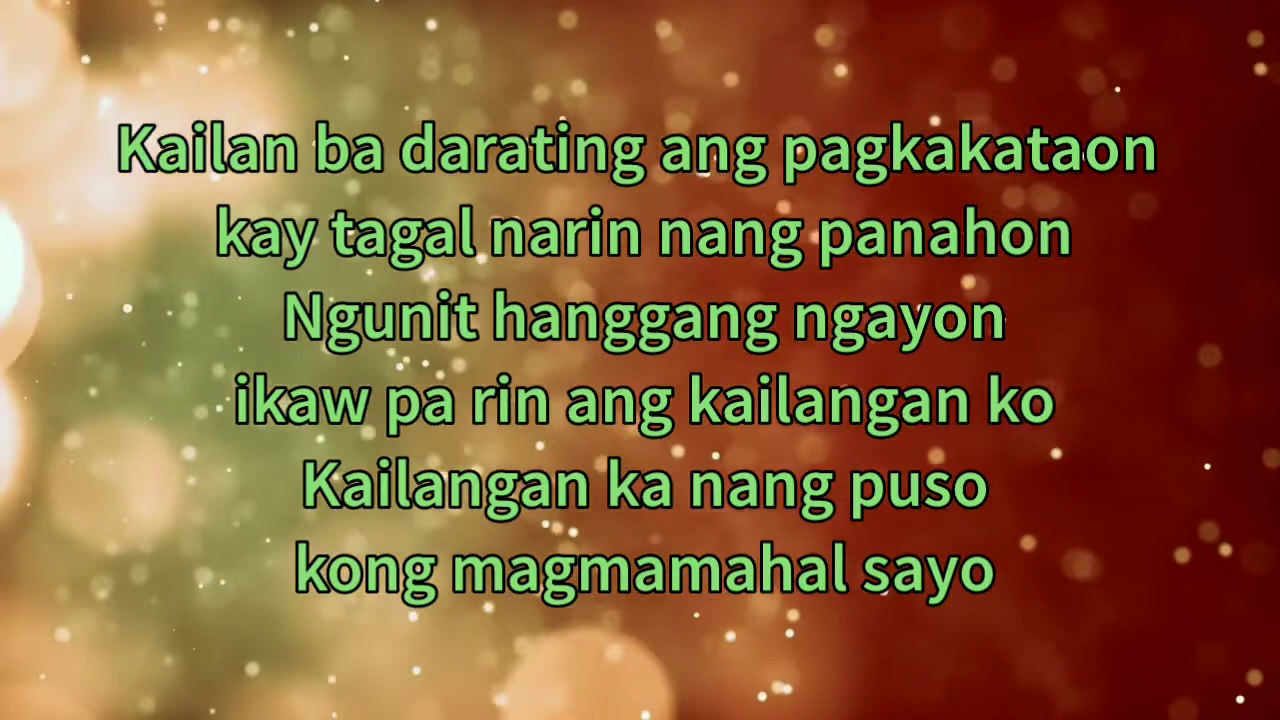 Kailan ba darating ang pagkakataon
kay tagal narin nang panahon
Ngunit hanggang ngayon
ikaw pa rin ang kailangan ko
Kailangan ka nang puso
kong magmamahal sayo